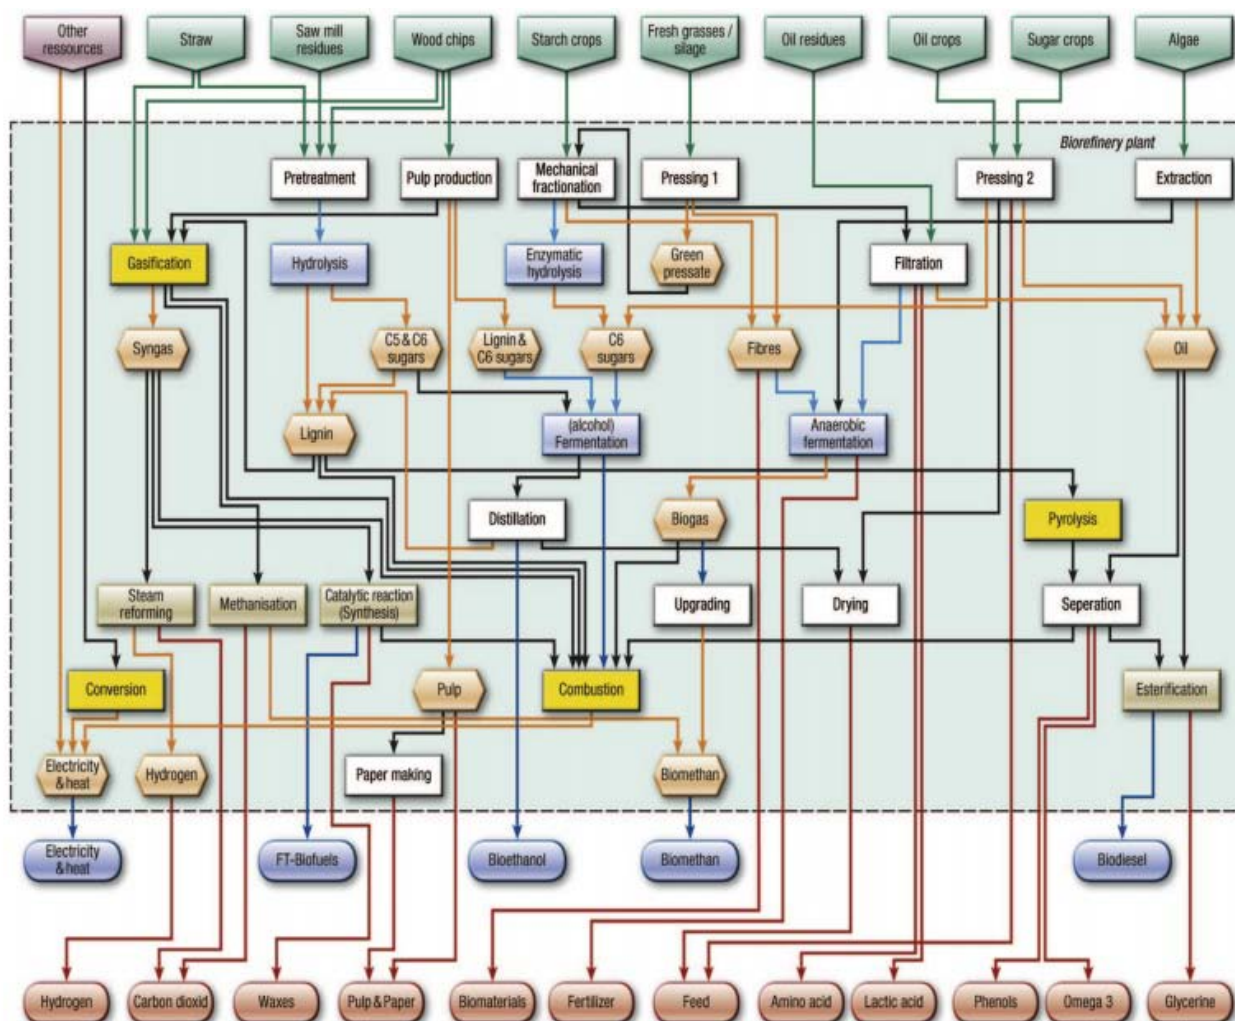 Other
ressources
Straw
Saw mill
residues
Wood chips
Starch crops
Fresh grasses /
silage
Oil residues
Oil crops
Sugar crops
Algae
Biorefinery plant
Pretreatment
Pulp production
Mechanical
fractionation
Pressing 1
Pressing 2
Extraction
Gasification
Hydrolysis
Enzymatic
hydrolysis
Green
pressate
Filtration
Syngas
C5 & C6
sugars
Lignin &
C6 sugars
C6
sugars
Fibres
Oil
Lignin
(alcohol)
Fermentation
Anaerobic
fermentation
Distillation
Biogas
Pyrolysis
Steam
reforming
Methanisation
Catalytic reaction
(Synthesis)
Upgrading
Drying
Seperation
Conversion
Pulp
Combustion
Esterification
Electricity
& heat
Hydrogen
Paper making
Biomethan
Electricity
& heat
FT-Biofuels
Bioethanol
Biomethan
Biodiesel
Hydrogen
Carbon dioxid
Waxes
Pulp & Paper
Biomaterials
Fertilizer
Feed
Amino acid
Lactic acid
Phenols
Omega 3
Glycerine